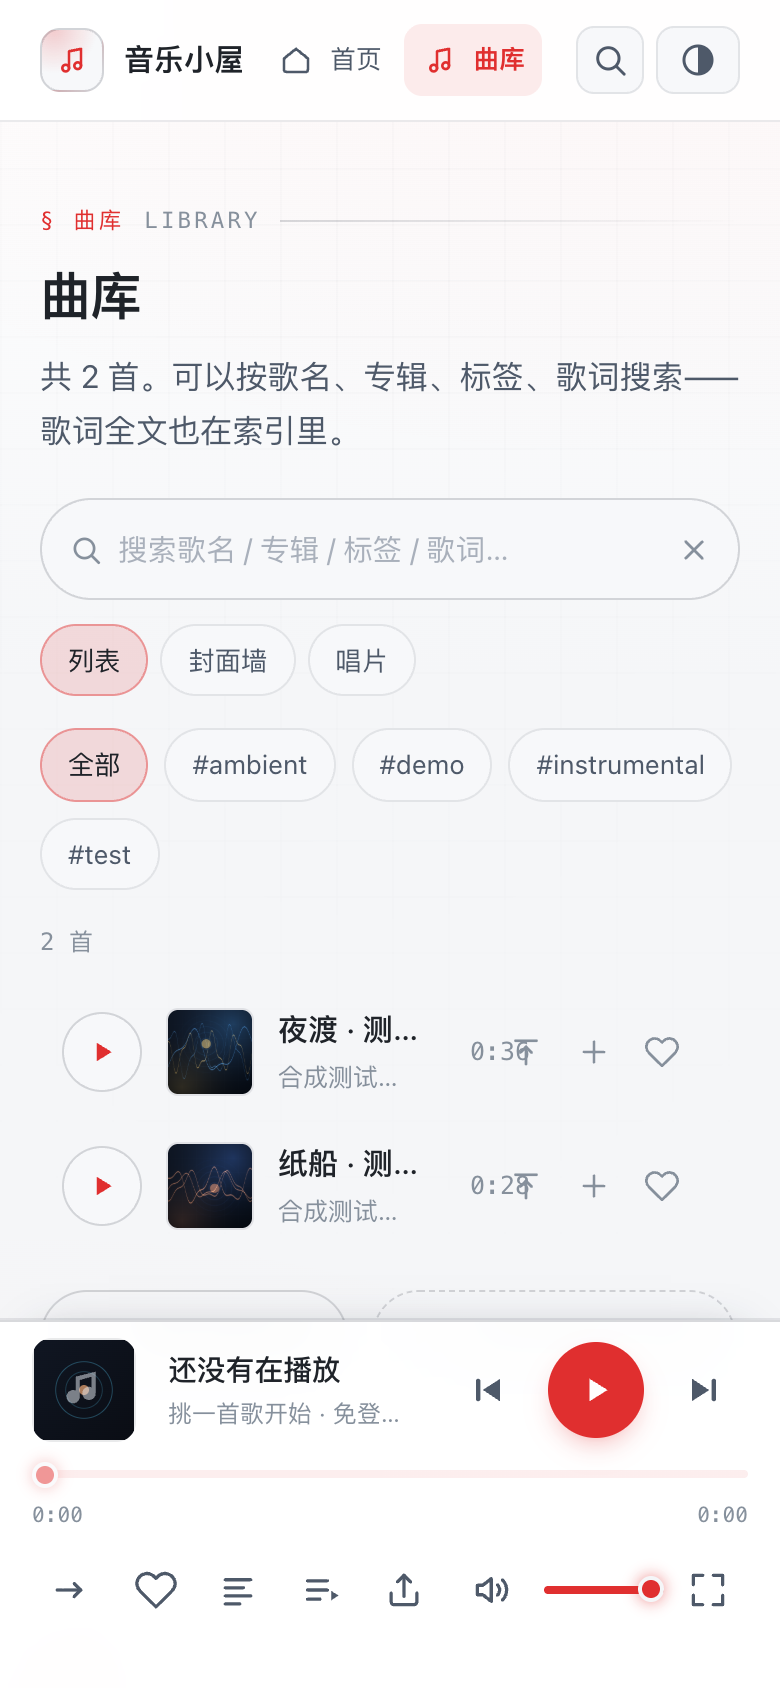 音乐小屋 首页 曲库
§ 曲库 LIBRARY
曲库
共 2 首。可以按歌名、专辑、标签、歌词搜索——
歌词全文也在索引里。
搜索歌名 / 专辑 / 标签 / 歌词...
列表 封面墙 唱片
全部 #ambient #demo #instrumental
#test
2 首
夜渡 · 测...
合成测试...
0:36
纸船 · 测...
合成测试...
0:28
还没有在播放
挑一首歌开始 · 免登...
0:00 0:00